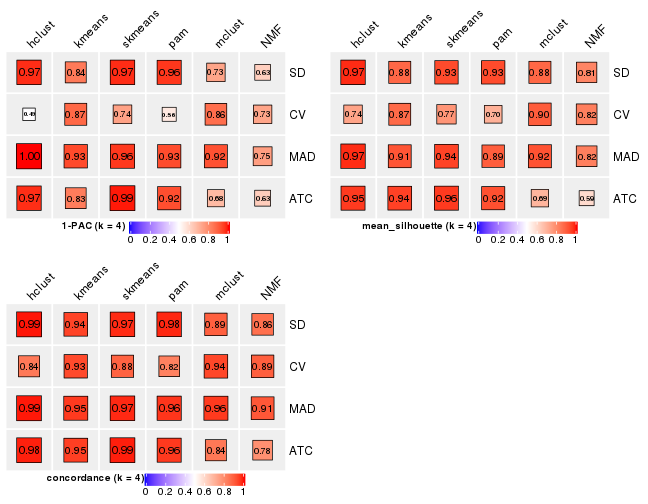 hclust kmeans skmeans pam mclust NMF
0.97 0.84 0.97 0.96 0.73 0.63 SD
0.49 0.87 0.74 0.56 0.86 0.73 CV
1.00 0.93 0.96 0.93 0.92 0.75 MAD
0.97 0.83 0.99 0.92 0.68 0.63 ATC
1-PAC (k = 4)
0 0.2 0.4 0.6 0.8 1
hclust kmeans skmeans pam mclust NMF
0.97 0.88 0.93 0.93 0.88 0.81 SD
0.74 0.87 0.77 0.70 0.90 0.82 CV
0.97 0.91 0.94 0.89 0.92 0.82 MAD
0.95 0.94 0.96 0.92 0.69 0.59 ATC
mean_silhouette (k = 4)
0 0.2 0.4 0.6 0.8 1
hclust kmeans skmeans pam mclust NMF
0.99 0.94 0.97 0.98 0.89 0.86 SD
0.84 0.93 0.88 0.82 0.94 0.89 CV
0.99 0.95 0.97 0.96 0.96 0.91 MAD
0.98 0.95 0.99 0.96 0.84 0.78 ATC
concordance (k = 4)
0 0.2 0.4 0.6 0.8 1